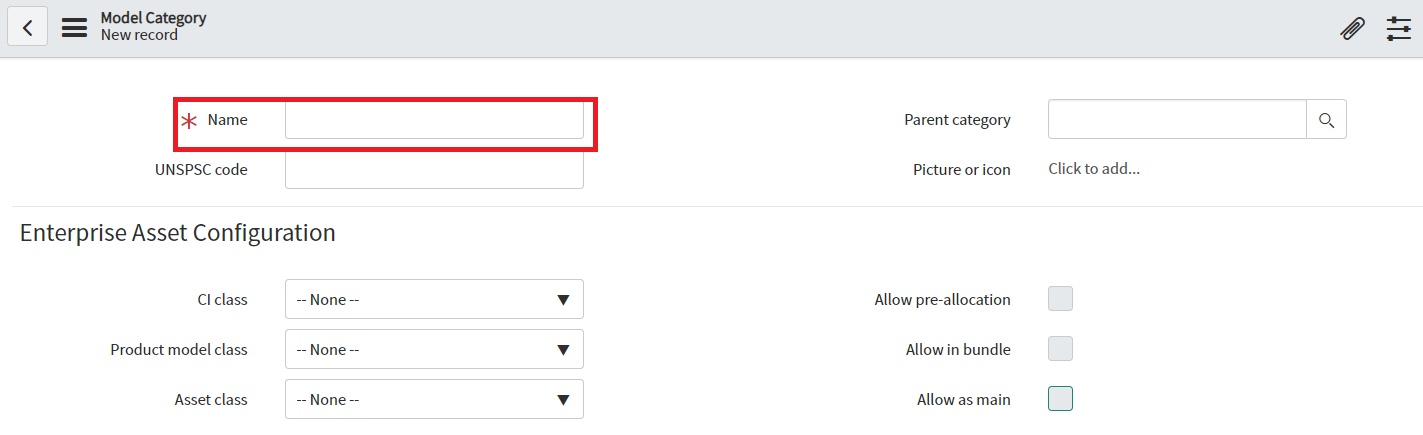 Model Category
New record
Name
Parent category
UNSPSC code
Picture or icon
Click to add...
Enterprise Asset Configuration
CI class
-- None --
Allow pre-allocation
Product model class
-- None --
Allow in bundle
Asset class
-- None --
Allow as main